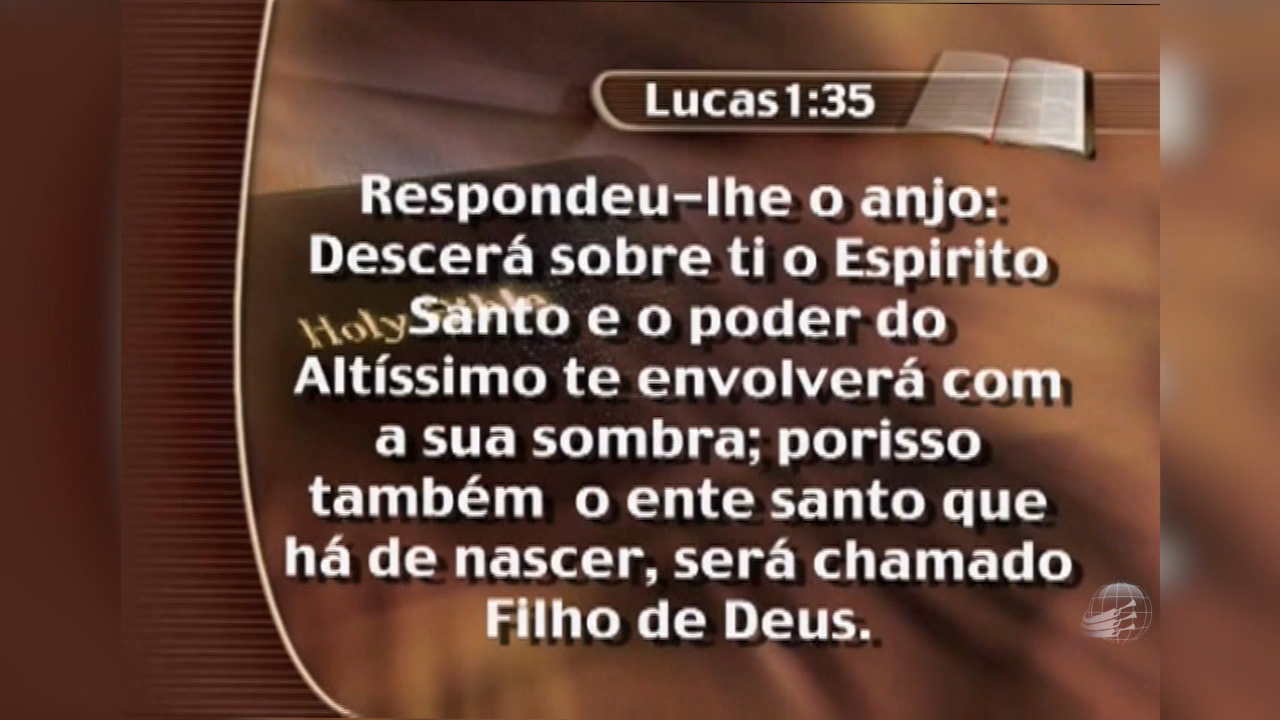 Lucas 1:35
Respondeu-lhe o anjo:
Descerá sobre ti o Espirito
Holy
Santo e o poder do
Altíssimo te envolverá com
a sua sombra; porisso
também o ente santo que
há de nascer, será chamado
Filho de Deus.